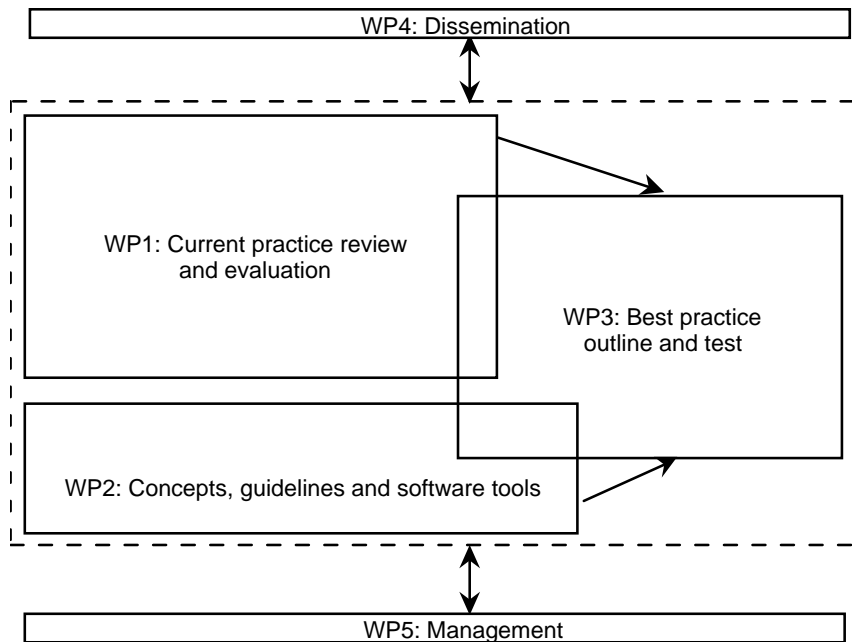 WP4: Dissemination
WP1: Current practice review
and evaluation
WP3: Best practice
outline and test
WP2: Concepts, guidelines and software tools
WP5: Management